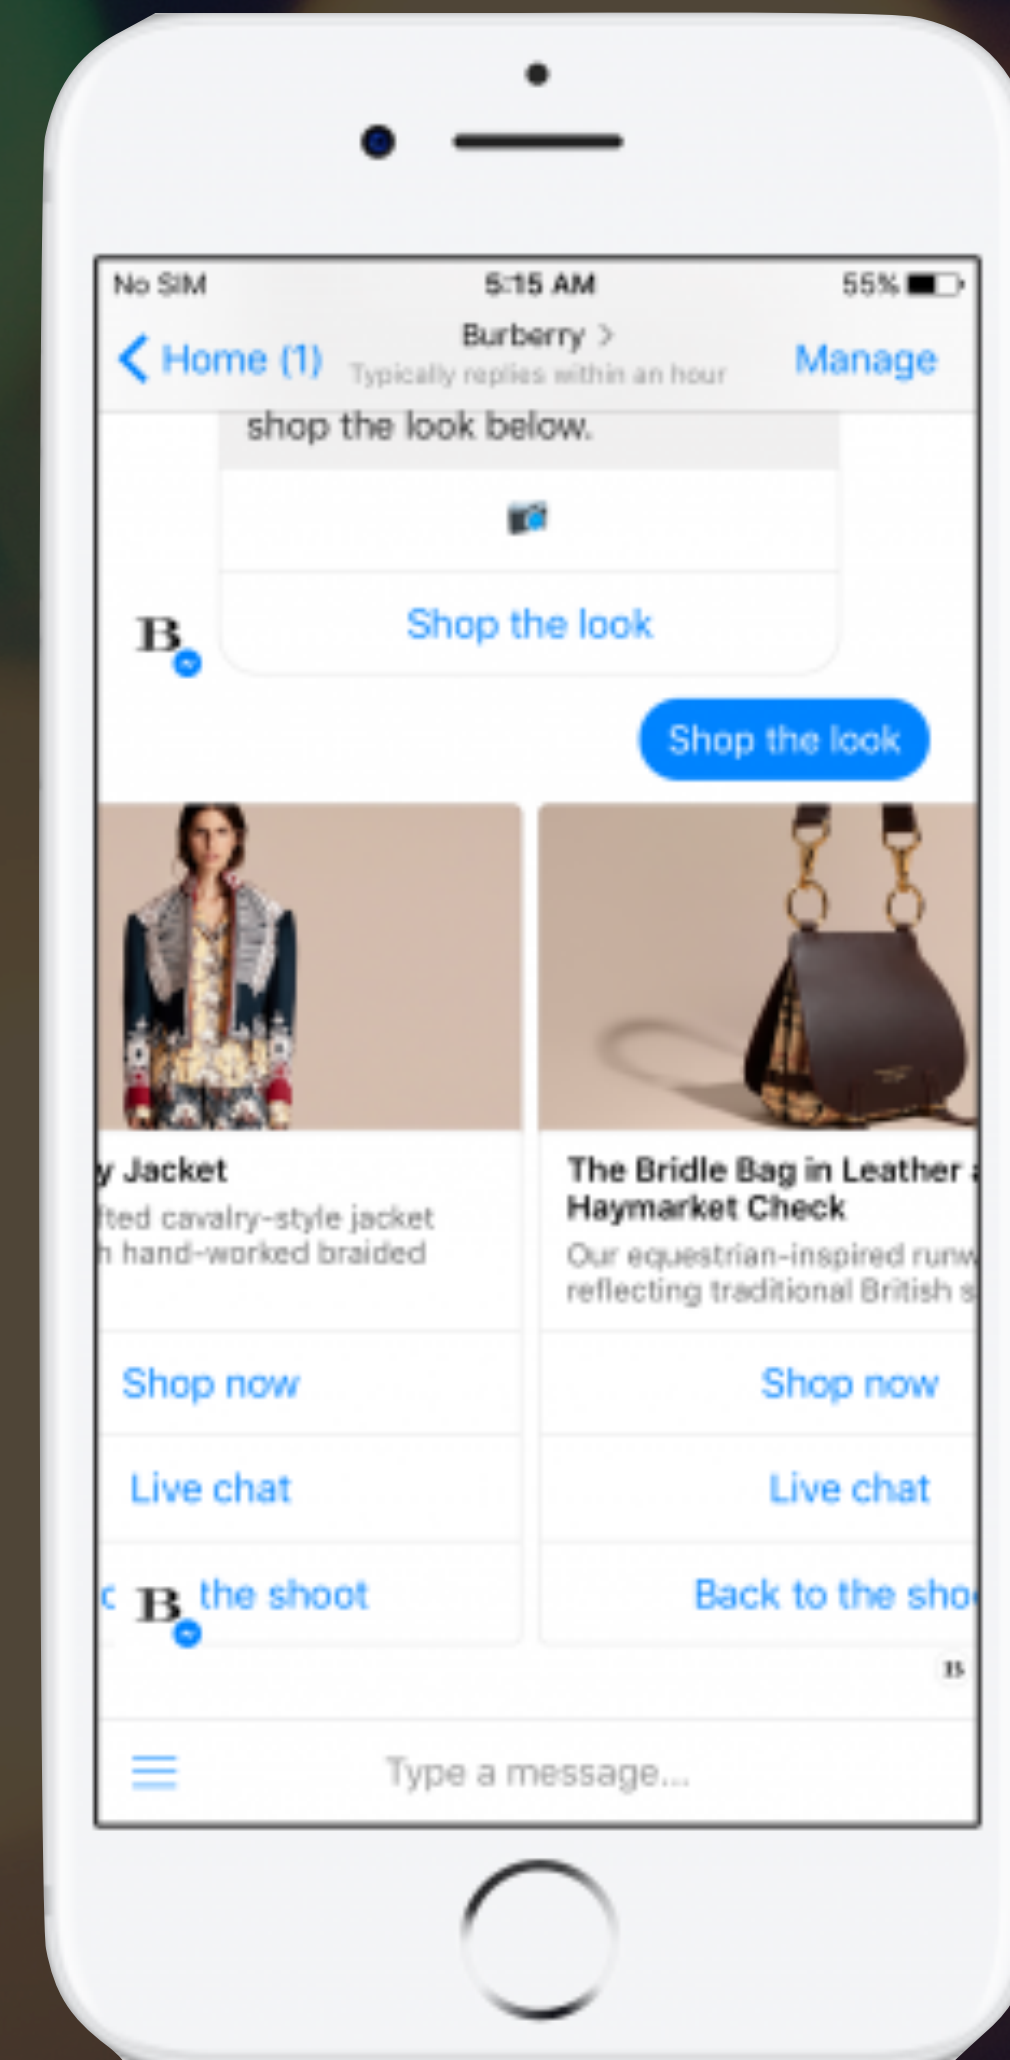 No SIM 5:15 AM 55%
Home (1) Burberry Manage
Typically replies within an hour
shop the look below.
Shop the look
B
Shop the look
y Jacket
fted cavalry-style jacket
h hand-worked braided
Shop now
Live chat
B the shoot
The Bridle Bag in Leather
Haymarket Check
Our equestrian-inspired runw
reflecting traditional British s
Shop now
Live chat
Back to the sho
B
Type a message...